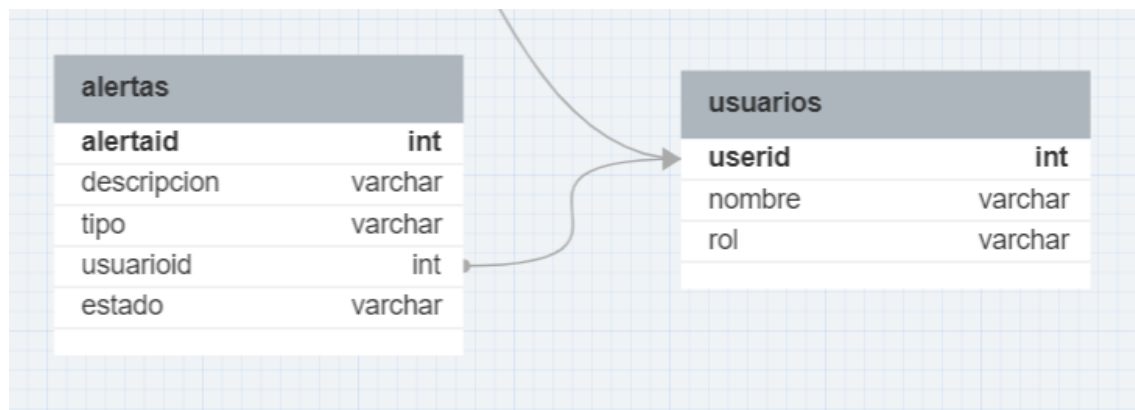 alertas
alertaid int
descripcion varchar
tipo varchar
usuarioid int
estado varchar
usuarios
userid int
nombre varchar
rol varchar